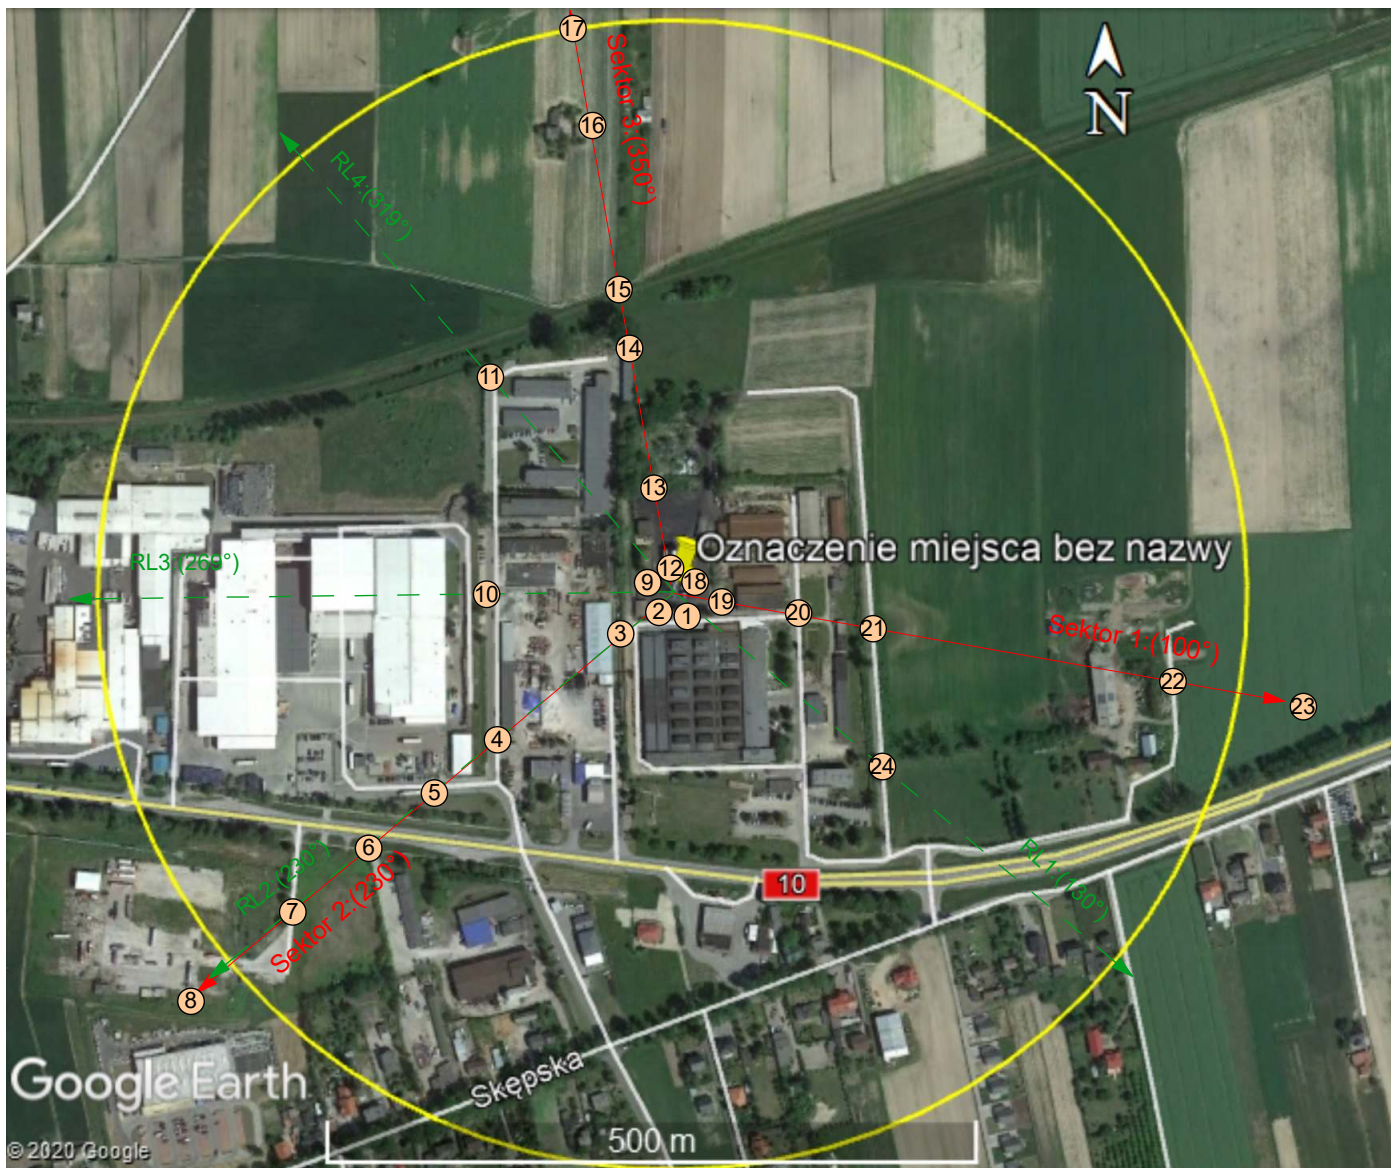 17
Sektor 3:(350°)
N
16
RL4:(319°)
15
14
11
13
Oznaczenie miejsca bez nazwy
RL3:(269°)
12
9
18
10
19
2
1
20
3
21
Sektor 1:(100°)
22
23
4
24
5
6
RL1:(130°)
RL2:(230°)
10
7
Sektor 2:(230°)
8
Google Earth
Skępska
500 m
© 2020 Google